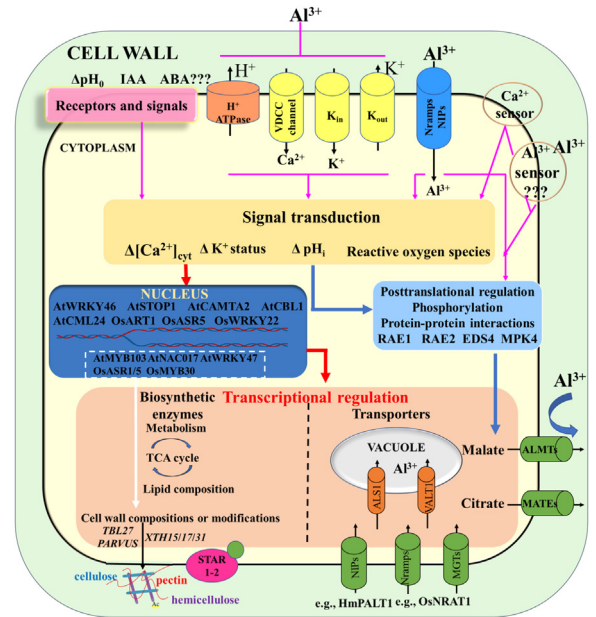 Al³⁺
CELL WALL
ΔpH₀ IAA ABA???
Receptors and signals
CYTOPLASM
H⁺
H⁺
ATPase
VDCC
channel
Ca²⁺
K_in
K⁺
K_out
K⁺
Al³⁺
Nramps
NIPs
Al³⁺
Ca²⁺
sensor
Al³⁺
Al³⁺
sensor
???
Signal transduction
Δ[Ca²⁺]cyt Δ K⁺ status Δ pHᵢ Reactive oxygen species
NUCLEUS
AtWRKY46 AtSTOP1 AtCAMTA2 AtCBL1
AtCML24 OsART1 OsASR5 OsWRKY22
AtMYB103 AtNAC017 AtWRKY47
OsASR1/5 OsMYB30
Posttranslational regulation
Phosphorylation
Protein-protein interactions
RAE1 RAE2 EDS4 MPK4
Transcriptional regulation
Biosynthetic
enzymes
Metabolism
TCA cycle
Lipid composition
Cell wall compositions or modifications
TBL27
PARVUS
XTH15/17/31
Transporters
VACUOLE
Al³⁺
ALS1
VALT1
Malate
ALMTs
Al³⁺
Citrate
MATEs
STAR
1-2
NIPs
Nramps
MGTs
cellulose
pectin
hemicellulose
e.g., HmPALT1 e.g., OsNRAT1